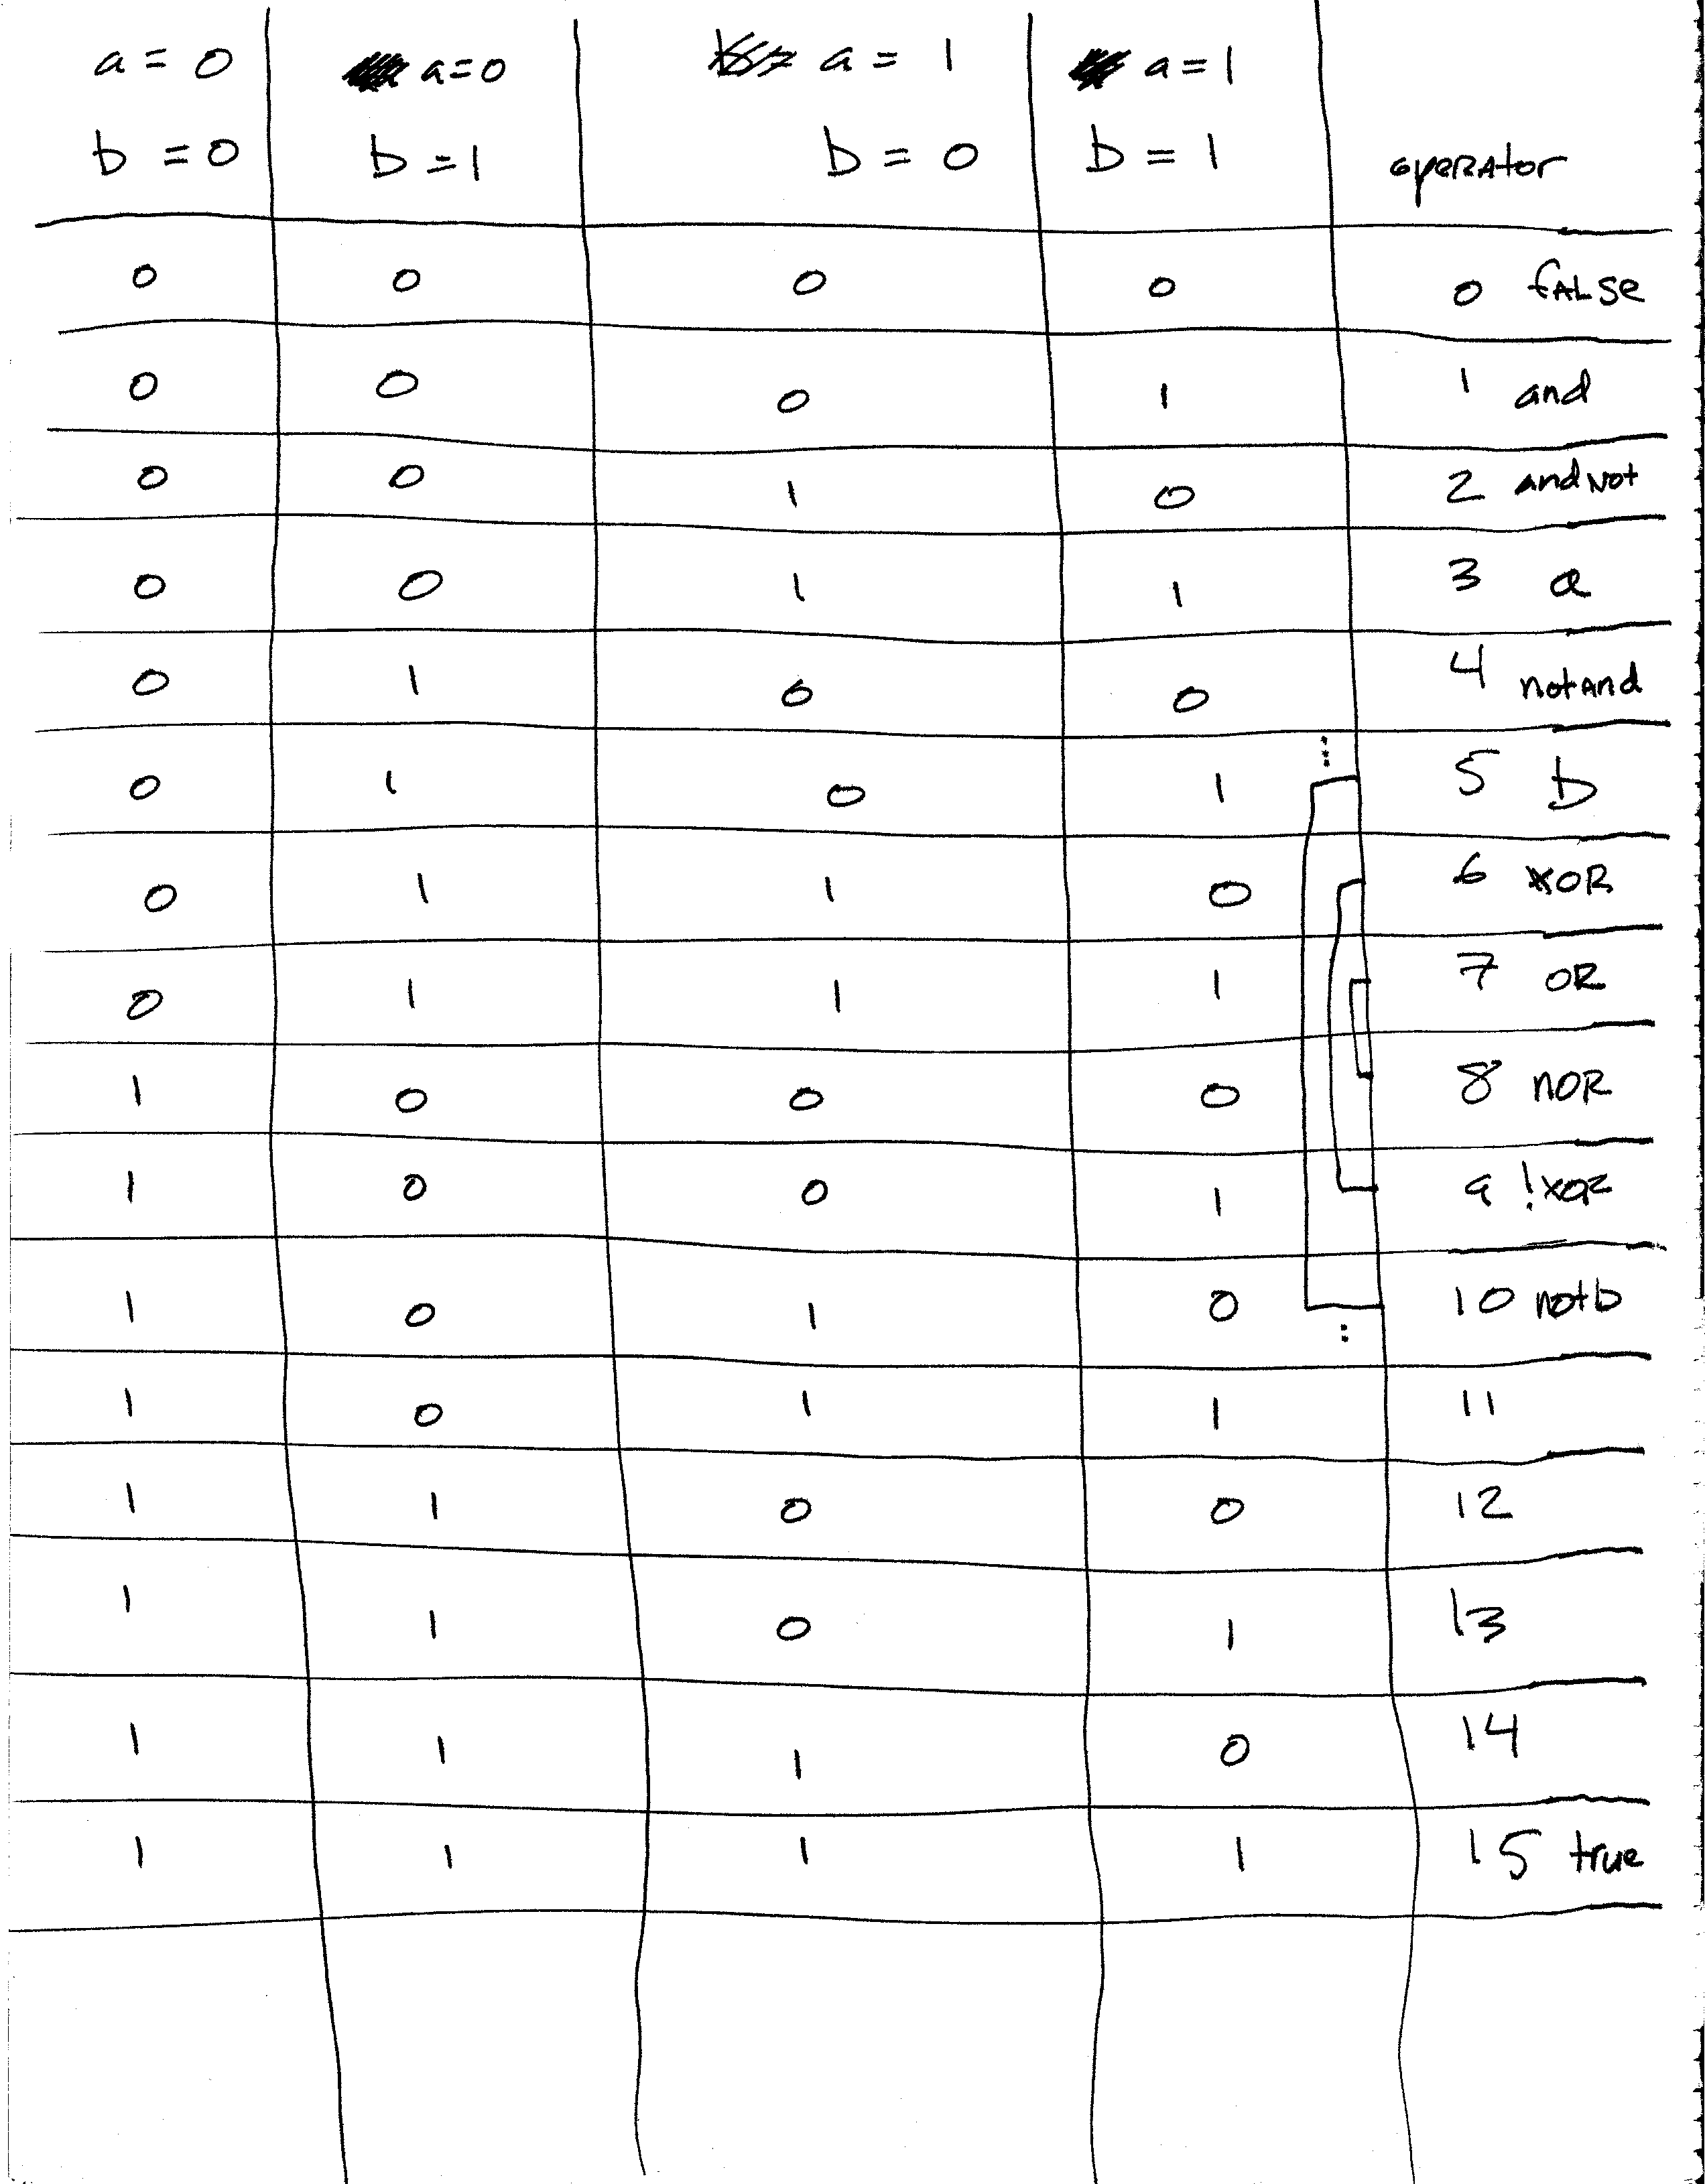 a = 0 a=0 a = 1 a=1
b = 0 b=1 b = 0 b = 1 operator
0 0 0 0 0 false
0 0 0 1 1 and
0 0 1 0 2 andNot
0 0 1 1 3 a
0 1 0 0 4 notand
0 1 0 1 5 b
0 1 1 0 6 XOR
0 1 1 1 7 OR
1 0 0 0 8 nOR
1 0 0 1 9 !xor
1 0 1 0 10 notb
1 0 1 1 11
1 1 0 0 12
1 1 0 1 13
1 1 1 0 14
1 1 1 1 15 true